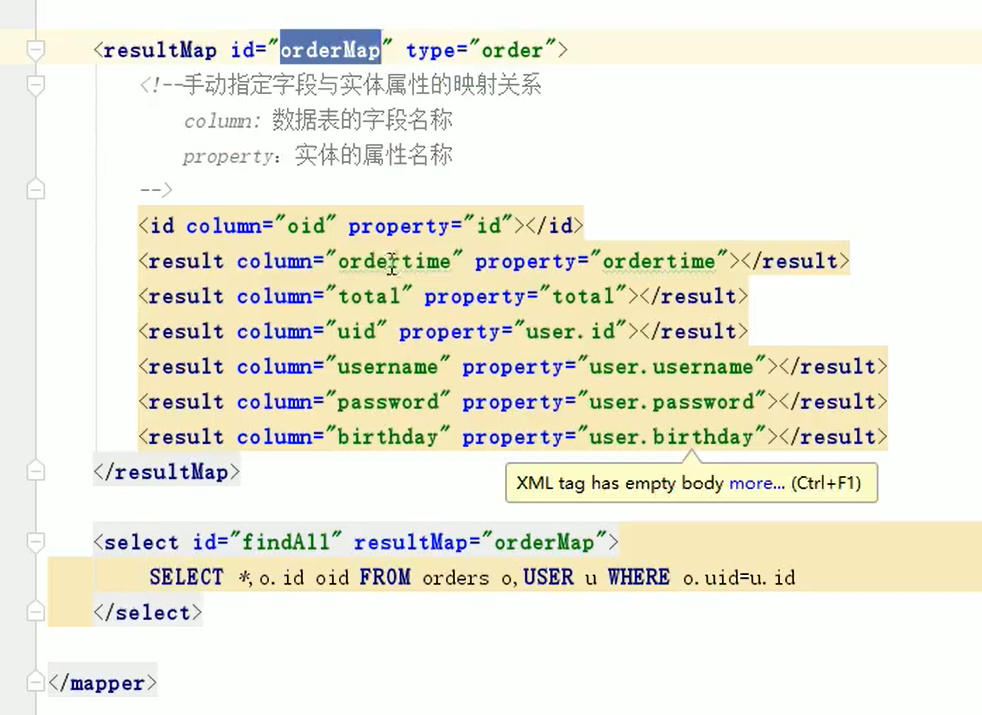 <resultMap id="orderMap" type="order">
<!--手动指定字段与实体属性的映射关系
column: 数据表的字段名称
property：实体的属性名称
-->
<id column="oid" property="id"></id>
<result column="ordertime" property="ordertime"></result>
<result column="total" property="total"></result>
<result column="uid" property="user.id"></result>
<result column="username" property="user.username"></result>
<result column="password" property="user.password"></result>
<result column="birthday" property="user.birthday"></result>
</resultMap>
XML tag has empty body more... (Ctrl+F1)
<select id="findAll" resultMap="orderMap">
SELECT *,o.id oid FROM orders o,USER u WHERE o.uid=u.id
</select>
</mapper>